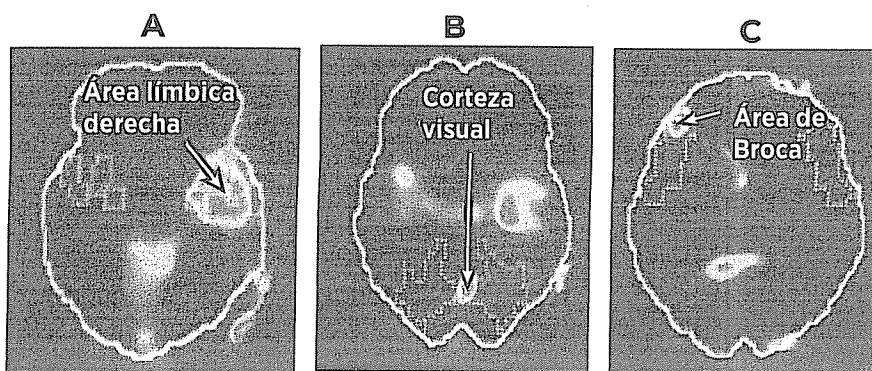 A
B
C
Área límbica
derecha
Corteza
visual
Área de
Broca